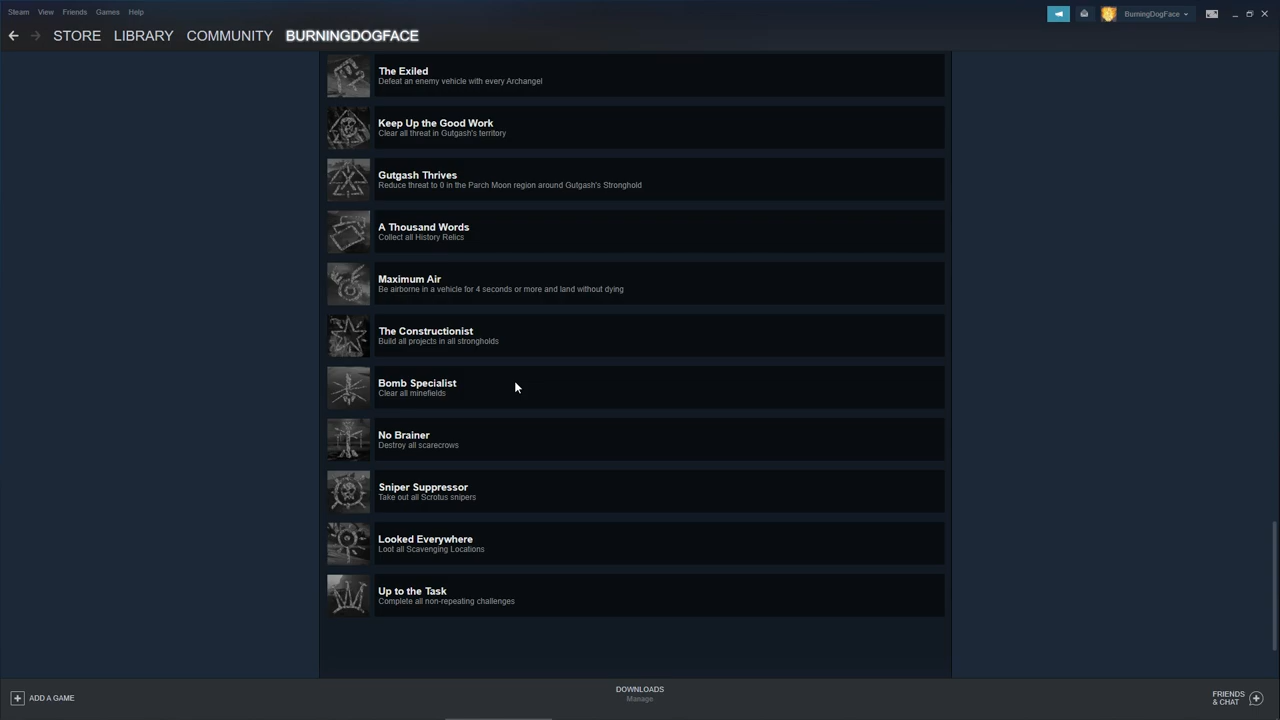 Steam View Friends Games Help
BurningDogFace
STORE LIBRARY COMMUNITY BURNINGDOGFACE
The Exiled
Defeat an enemy vehicle with every Archangel
Keep Up the Good Work
Clear all threat in Gutgash's territory
Gutgash Thrives
Reduce threat to 0 in the Parch Moon region around Gutgash's Stronghold
A Thousand Words
Collect all History Relics
Maximum Air
Be airborne in a vehicle for 4 seconds or more and land without dying
The Constructionist
Build all projects in all strongholds
Bomb Specialist
Clear all minefields
No Brainer
Destroy all scarecrows
Sniper Suppressor
Take out all Scrotus snipers
Looked Everywhere
Loot all Scavenging Locations
Up to the Task
Complete all non-repeating challenges
ADD A GAME
DOWNLOADS
Manage
FRIENDS
& CHAT